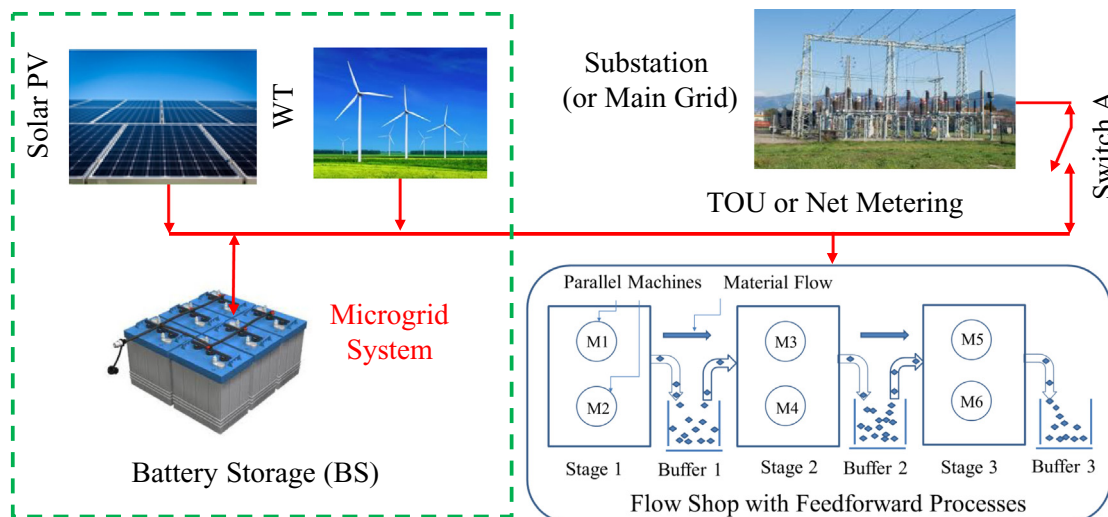 Solar PV
WT
Substation
(or Main Grid)
Switch A
TOU or Net Metering
Microgrid
System
Battery Storage (BS)
Parallel Machines
Material Flow
M1
M2
M3
M4
M5
M6
Stage 1
Buffer 1
Stage 2
Buffer 2
Stage 3
Buffer 3
Flow Shop with Feedforward Processes